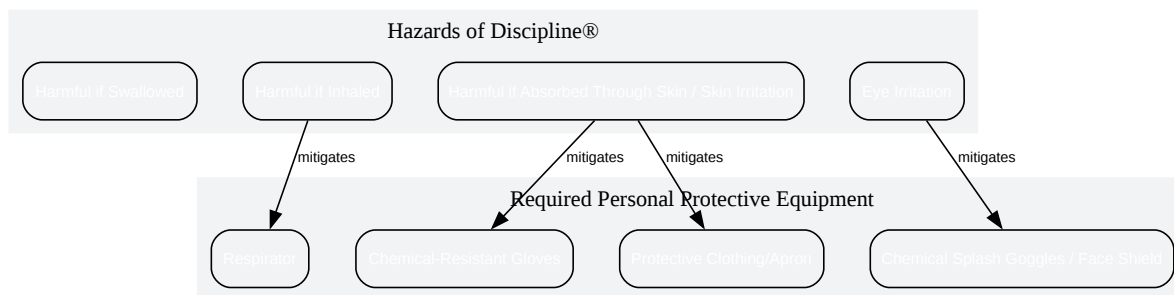 Hazards of Discipline®
Harmful if Swallowed
Harmful if Inhaled
Harmful if Absorbed Through Skin / Skin Irritation
Eye Irritation
mitigates
mitigates
mitigates
mitigates
Required Personal Protective Equipment
Respirator
Chemical-Resistant Gloves
Protective Clothing/Apron
Chemical Splash Goggles / Face Shield